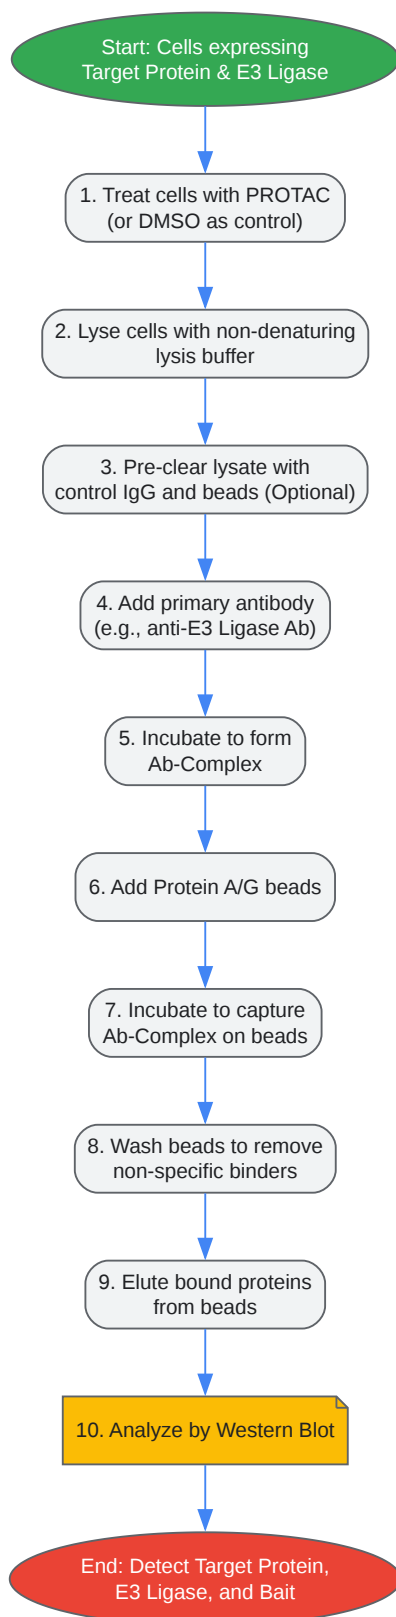 Start: Cells expressing
Target Protein & E3 Ligase
1. Treat cells with PROTAC
(or DMSO as control)
2. Lyse cells with non-denaturing
lysis buffer
3. Pre-clear lysate with
control IgG and beads (Optional)
4. Add primary antibody
(e.g., anti-E3 Ligase Ab)
5. Incubate to form
Ab-Complex
6. Add Protein A/G beads
7. Incubate to capture
Ab-Complex on beads
8. Wash beads to remove
non-specific binders
9. Elute bound proteins
from beads
10. Analyze by Western Blot
End: Detect Target Protein,
E3 Ligase, and Bait